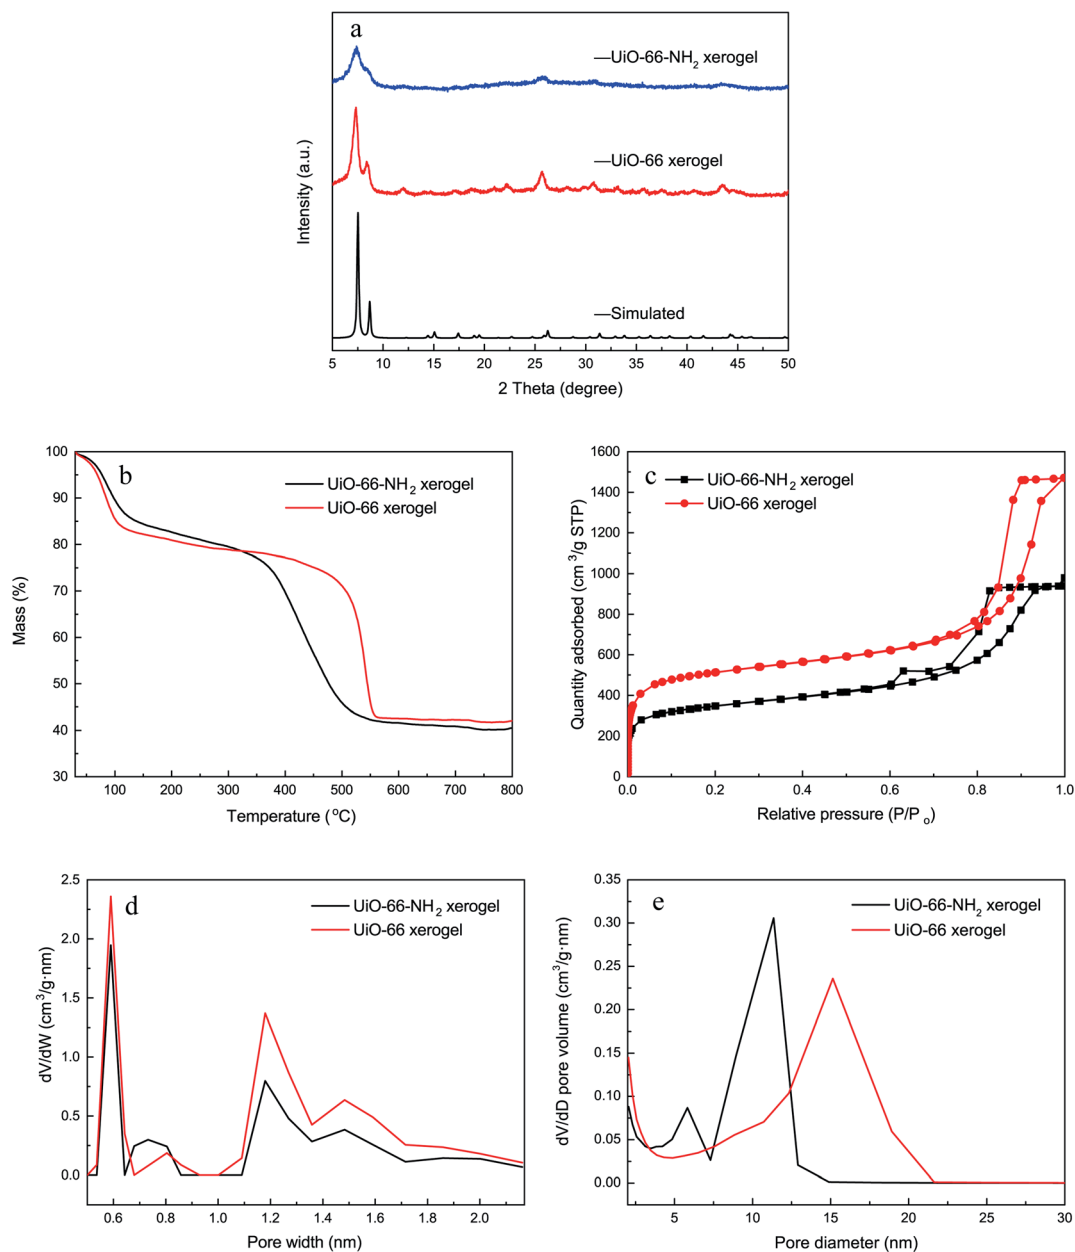 a
—UiO-66-NH2 xerogel
—UiO-66 xerogel
—Simulated
Intensity (a.u.)
5 10 15 20 25 30 35 40 45 50
2 Theta (degree)
b
UiO-66-NH2 xerogel
UiO-66 xerogel
Mass (%)
100
90
80
70
60
50
40
30
100 200 300 400 500 600 700 800
Temperature (oC)
c
UiO-66-NH2 xerogel
UiO-66 xerogel
Quantity adsorbed (cm3/g STP)
1600
1400
1200
1000
800
600
400
200
0
0.0 0.2 0.4 0.6 0.8 1.0
Relative pressure (P/Po)
d
UiO-66-NH2 xerogel
UiO-66 xerogel
dV/dW (cm3/g·nm)
2.5
2.0
1.5
1.0
0.5
0.0
0.6 0.8 1.0 1.2 1.4 1.6 1.8 2.0
Pore width (nm)
e
UiO-66-NH2 xerogel
UiO-66 xerogel
dV/dD pore volume (cm3/g·nm)
0.35
0.30
0.25
0.20
0.15
0.10
0.05
0.00
5 10 15 20 25 30
Pore diameter (nm)